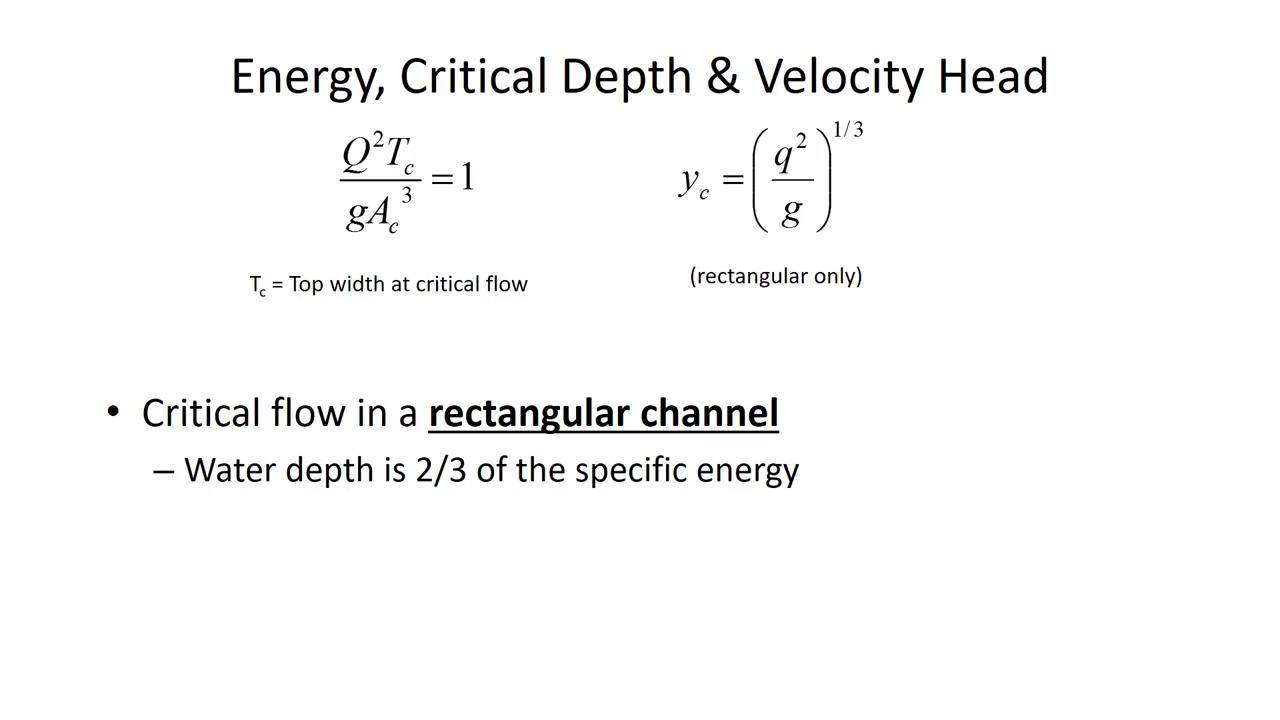 Energy, Critical Depth & Velocity Head
Q²T_c / gA_c³ = 1
y_c = (q² / g)^1/3
T_c = Top width at critical flow
(rectangular only)
• Critical flow in a rectangular channel
– Water depth is 2/3 of the specific energy